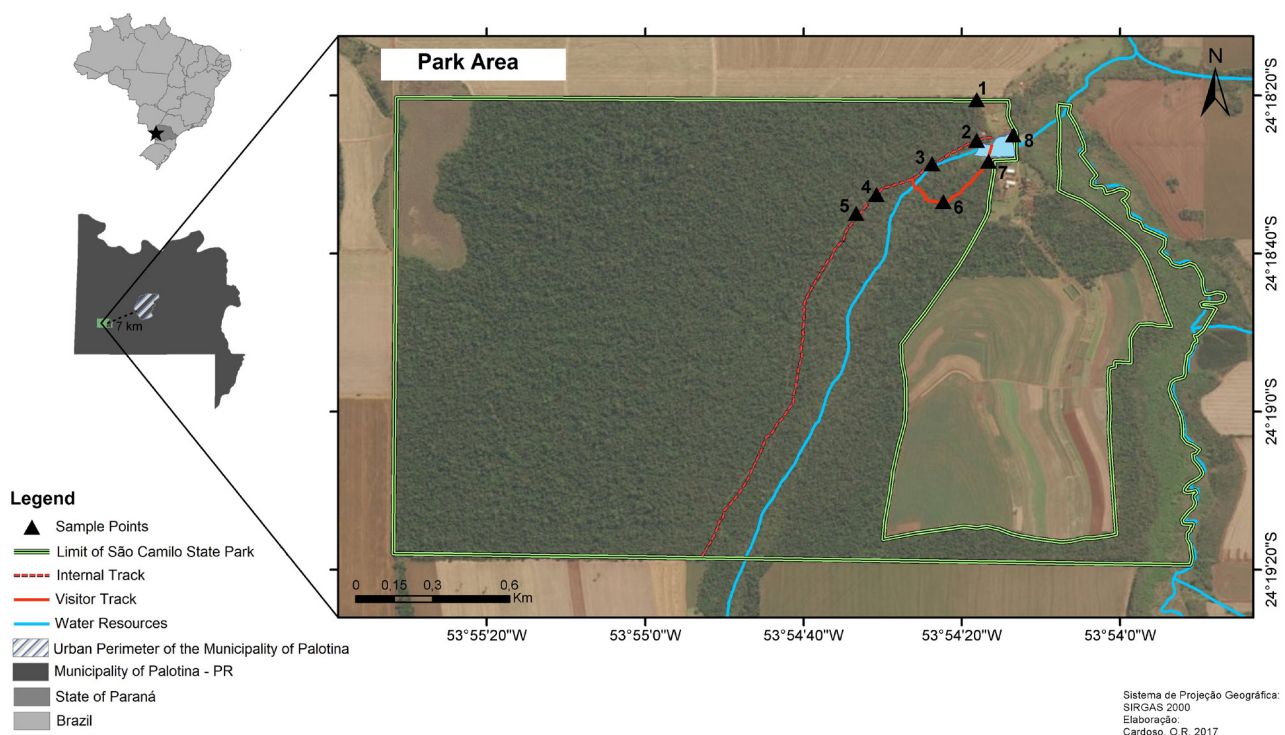 Park Area
N
1
2
3
4
5
6
7
8
24°18'20"S
24°18'40"S
24°19'0"S
24°19'20"S
7 km
Legend
Sample Points
Limit of São Camilo State Park
Internal Track
Visitor Track
Water Resources
Urban Perimeter of the Municipality of Palotina
Municipality of Palotina - PR
State of Paraná
Brazil
0 0,15 0,3 0,6
Km
53°55'20"W 53°55'0"W 53°54'40"W 53°54'20"W 53°54'0"W
Sistema de Projeção Geográfica:
SIRGAS 2000
Elaboração:
Cardoso, O.R. 2017